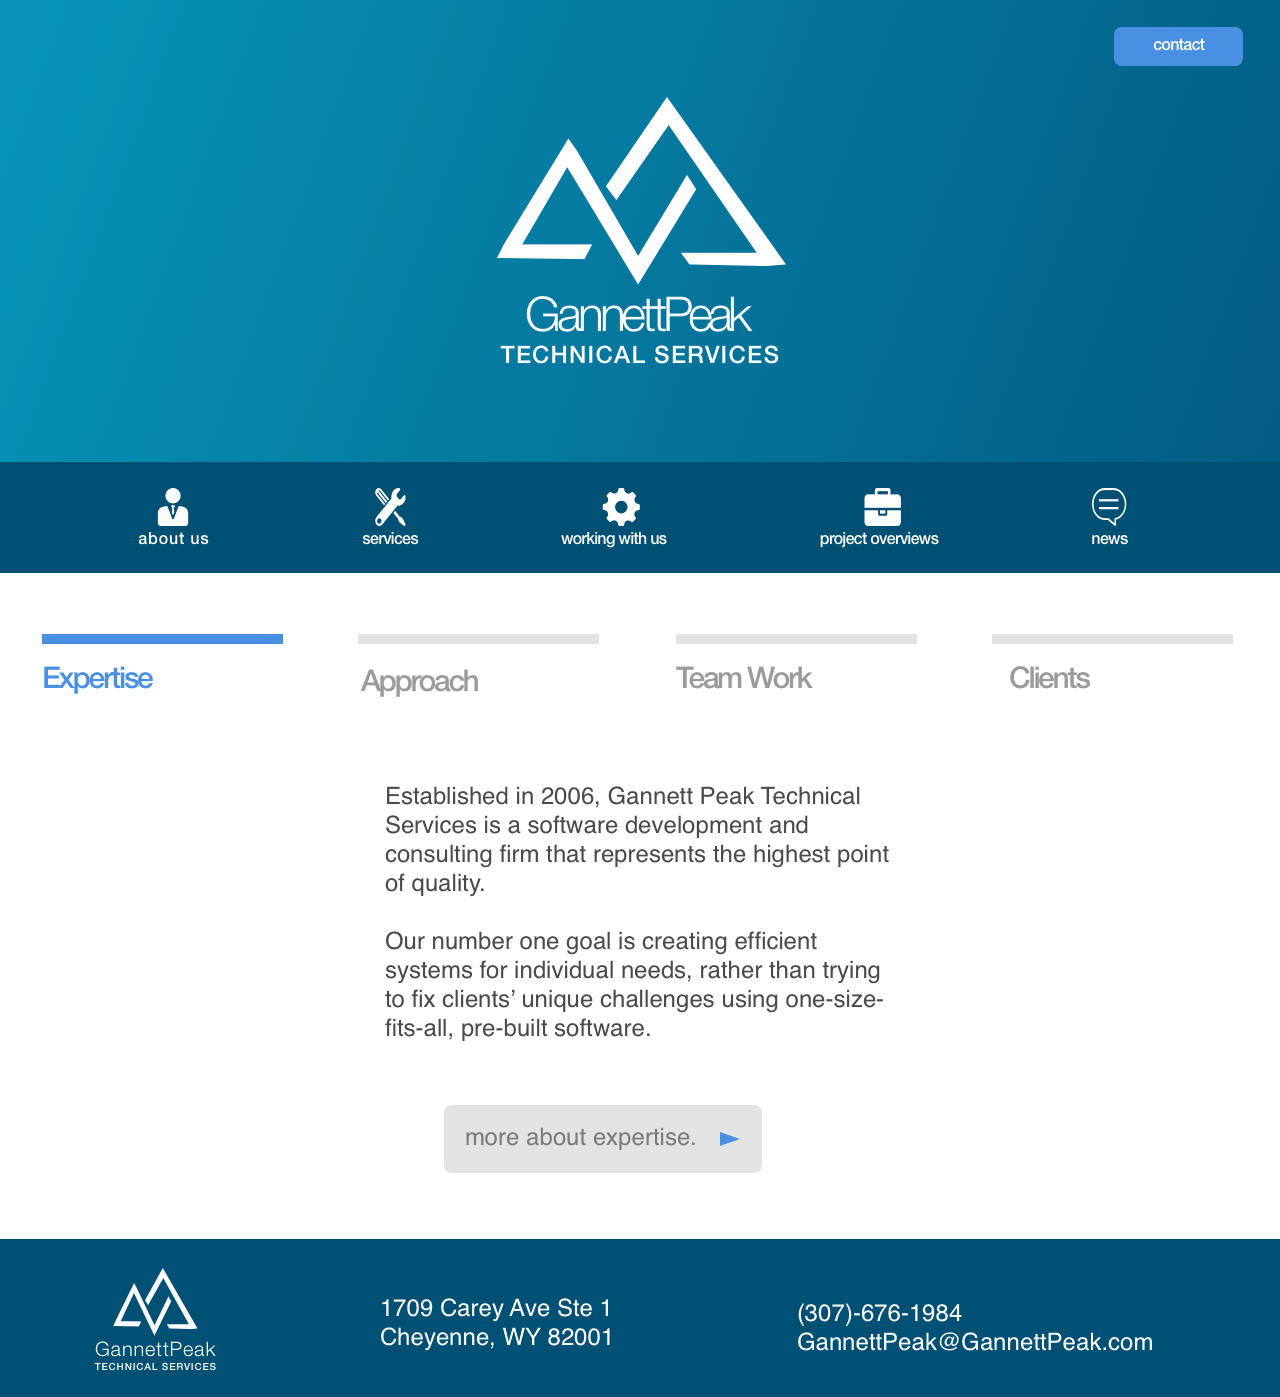 contact
GannettPeak
TECHNICAL SERVICES
about us
services
working with us
project overviews
news
Expertise
Approach
Team Work
Clients
Established in 2006, Gannett Peak Technical
Services is a software development and
consulting firm that represents the highest point
of quality.
Our number one goal is creating efficient
systems for individual needs, rather than trying
to fix clients’ unique challenges using one-size-
fits-all, pre-built software.
more about expertise.
GannettPeak
TECHNICAL SERVICES
1709 Carey Ave Ste 1
Cheyenne, WY 82001
(307)-676-1984
GannettPeak@GannettPeak.com